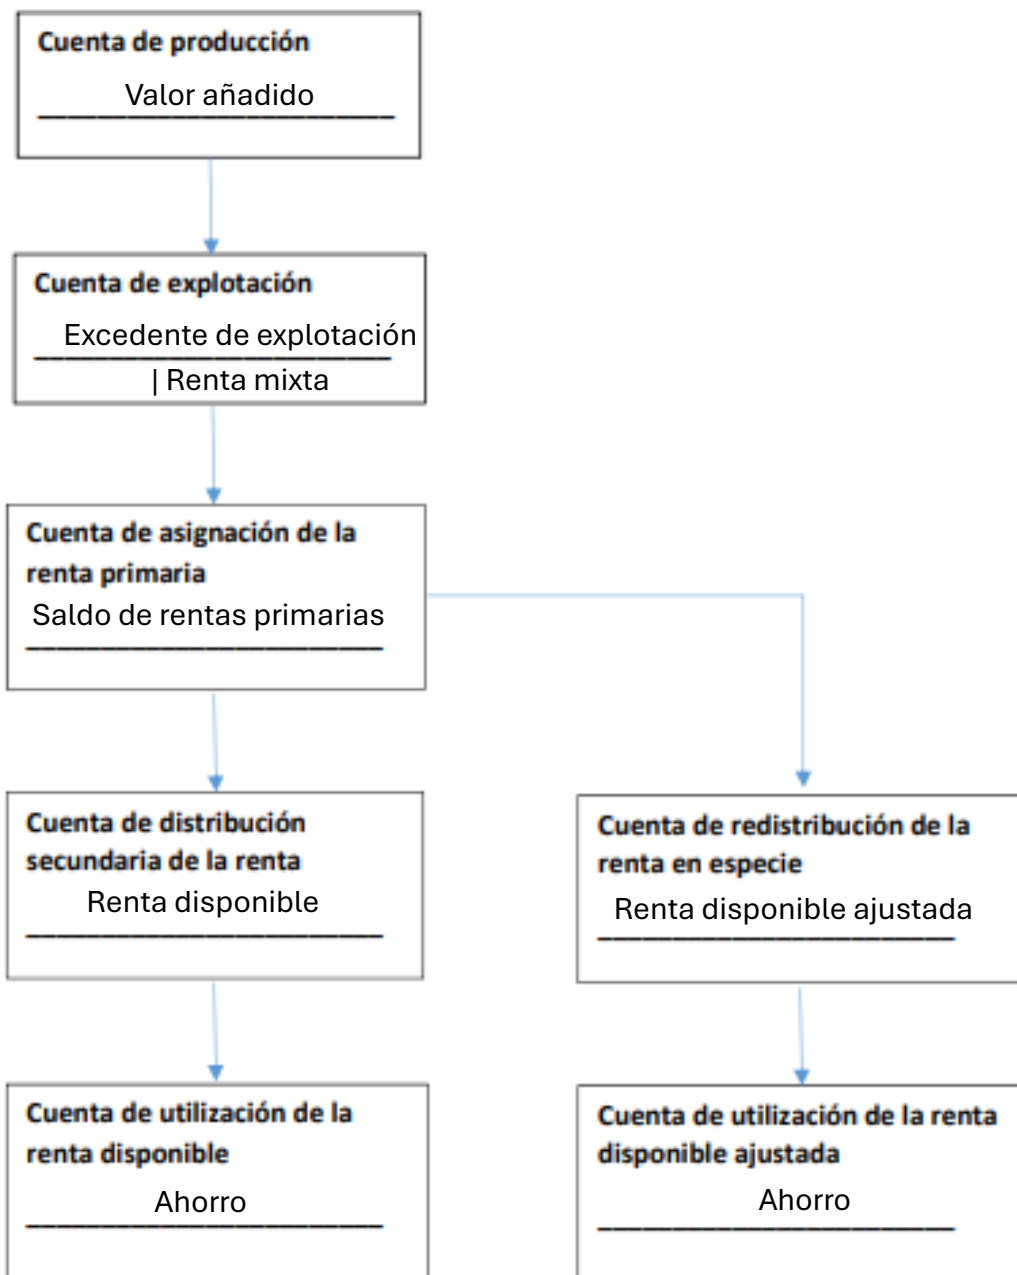 Cuenta de producción
Valor añadido
Cuenta de explotación
Excedente de explotación
| Renta mixta
Cuenta de asignación de la
renta primaria
Saldo de rentas primarias
Cuenta de distribución
secundaria de la renta
Renta disponible
Cuenta de redistribución de la
renta en especie
Renta disponible ajustada
Cuenta de utilización de la
renta disponible
Ahorro
Cuenta de utilización de la renta
disponible ajustada
Ahorro